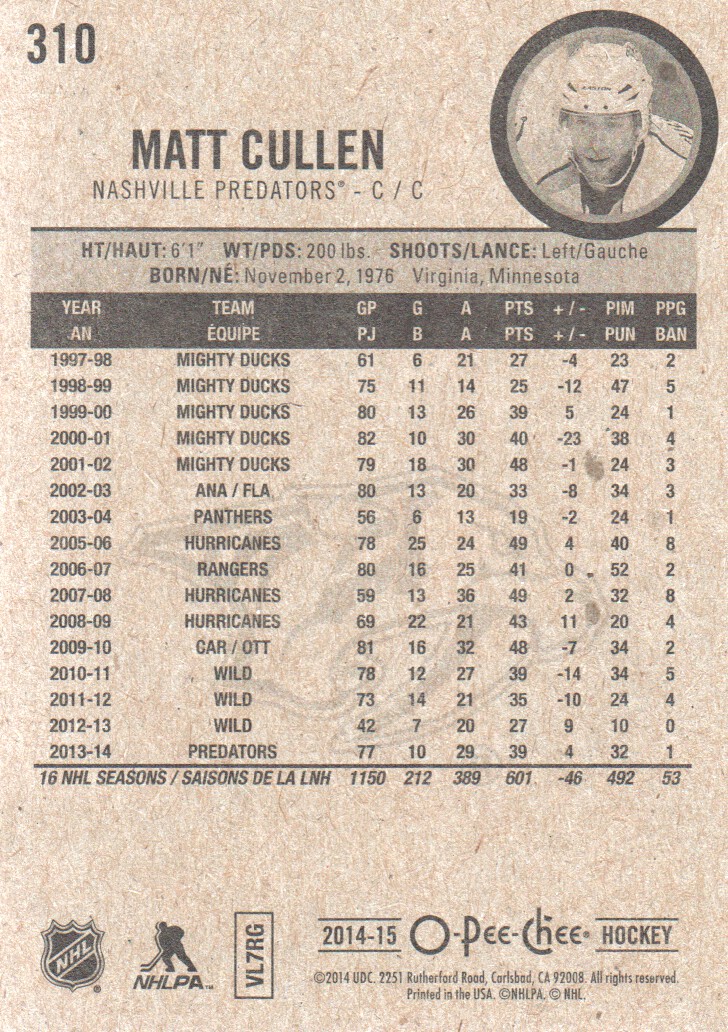 310
MATT CULLEN
NASHVILLE PREDATORS® - C / C
HT/HAUT: 6'1" WT/PDS: 200 lbs. SHOOTS/LANCE: Left/Gauche
BORN/NÉ: November 2, 1976 Virginia, Minnesota
YEAR TEAM GP G A PTS + / - PIM PPG
AN ÉQUIPE PJ B A PTS + / - PUN BAN
1997-98 MIGHTY DUCKS 61 6 21 27 -4 23 2
1998-99 MIGHTY DUCKS 75 11 14 25 -12 47 5
1999-00 MIGHTY DUCKS 80 13 26 39 5 24 1
2000-01 MIGHTY DUCKS 82 10 30 40 -23 38 4
2001-02 MIGHTY DUCKS 79 18 30 48 -1 24 3
2002-03 ANA / FLA 80 13 20 33 -8 34 3
2003-04 PANTHERS 56 6 13 19 -2 24 1
2005-06 HURRICANES 78 25 24 49 4 40 8
2006-07 RANGERS 80 16 25 41 0 52 2
2007-08 HURRICANES 59 13 36 49 2 32 8
2008-09 HURRICANES 69 22 21 43 11 20 4
2009-10 CAR / OTT 81 16 32 48 -7 34 2
2010-11 WILD 78 12 27 39 -14 34 5
2011-12 WILD 73 14 21 35 -10 24 4
2012-13 WILD 42 7 20 27 9 10 0
2013-14 PREDATORS 77 10 29 39 4 32 1
16 NHL SEASONS / SAISONS DE LA LNH 1150 212 389 601 -46 492 53
NHL
NHLPA™
VL7RG
2014-15 O-Pee-Chee® HOCKEY
©2014 UDC. 2251 Rutherford Road, Carlsbad, CA 92008. All rights reserved.
Printed in the USA. ©NHLPA. © NHL.